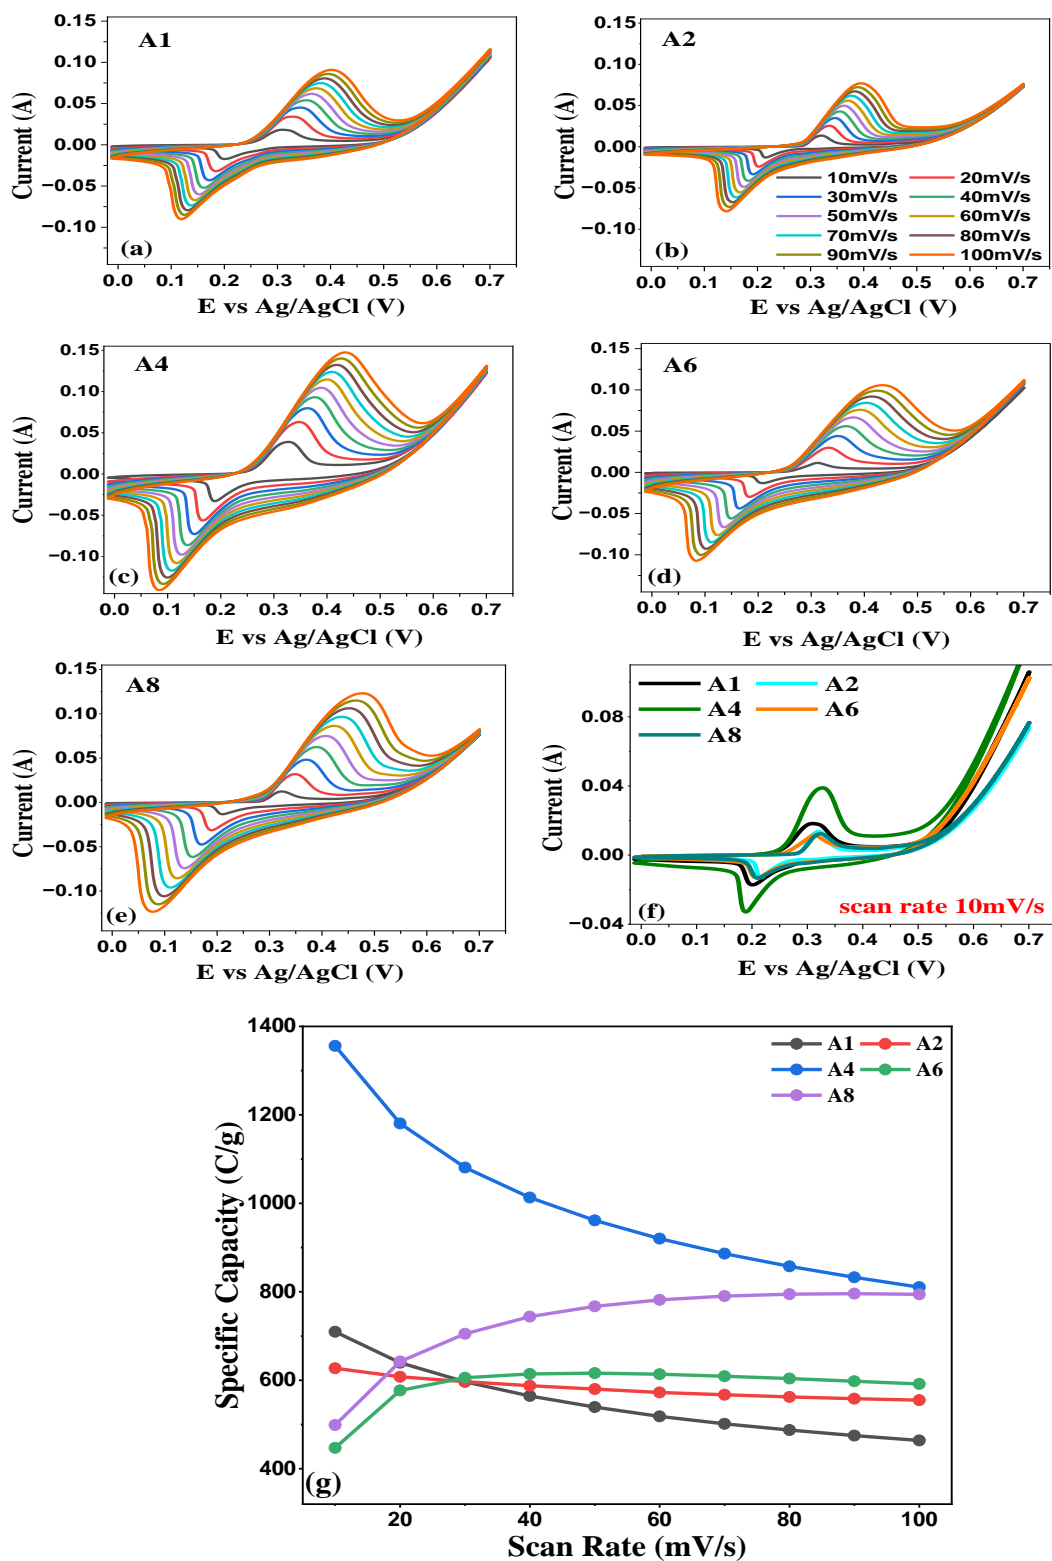 A1
0.15
0.10
0.05
0.00
−0.05
−0.10
Current (A)
(a)
0.0 0.1 0.2 0.3 0.4 0.5 0.6 0.7
E vs Ag/AgCl (V)
A2
0.15
0.10
0.05
0.00
−0.05
−0.10
Current (A)
10mV/s 20mV/s
30mV/s 40mV/s
50mV/s 60mV/s
70mV/s 80mV/s
90mV/s 100mV/s
(b)
0.0 0.1 0.2 0.3 0.4 0.5 0.6 0.7
E vs Ag/AgCl (V)
A4
0.15
0.10
0.05
0.00
−0.05
−0.10
Current (A)
(c)
0.0 0.1 0.2 0.3 0.4 0.5 0.6 0.7
E vs Ag/AgCl (V)
A6
0.15
0.10
0.05
0.00
−0.05
−0.10
Current (A)
(d)
0.0 0.1 0.2 0.3 0.4 0.5 0.6 0.7
E vs Ag/AgCl (V)
A8
0.15
0.10
0.05
0.00
−0.05
−0.10
Current (A)
(e)
0.0 0.1 0.2 0.3 0.4 0.5 0.6 0.7
E vs Ag/AgCl (V)
A1 A2
A4 A6
A8
0.08
0.04
0.00
−0.04
Current (A)
(f)
scan rate 10mV/s
0.0 0.1 0.2 0.3 0.4 0.5 0.6 0.7
E vs Ag/AgCl (V)
1400
1200
1000
800
600
400
Specific Capacity (C/g)
A1 A2
A4 A6
A8
(g)
20 40 60 80 100
Scan Rate (mV/s)